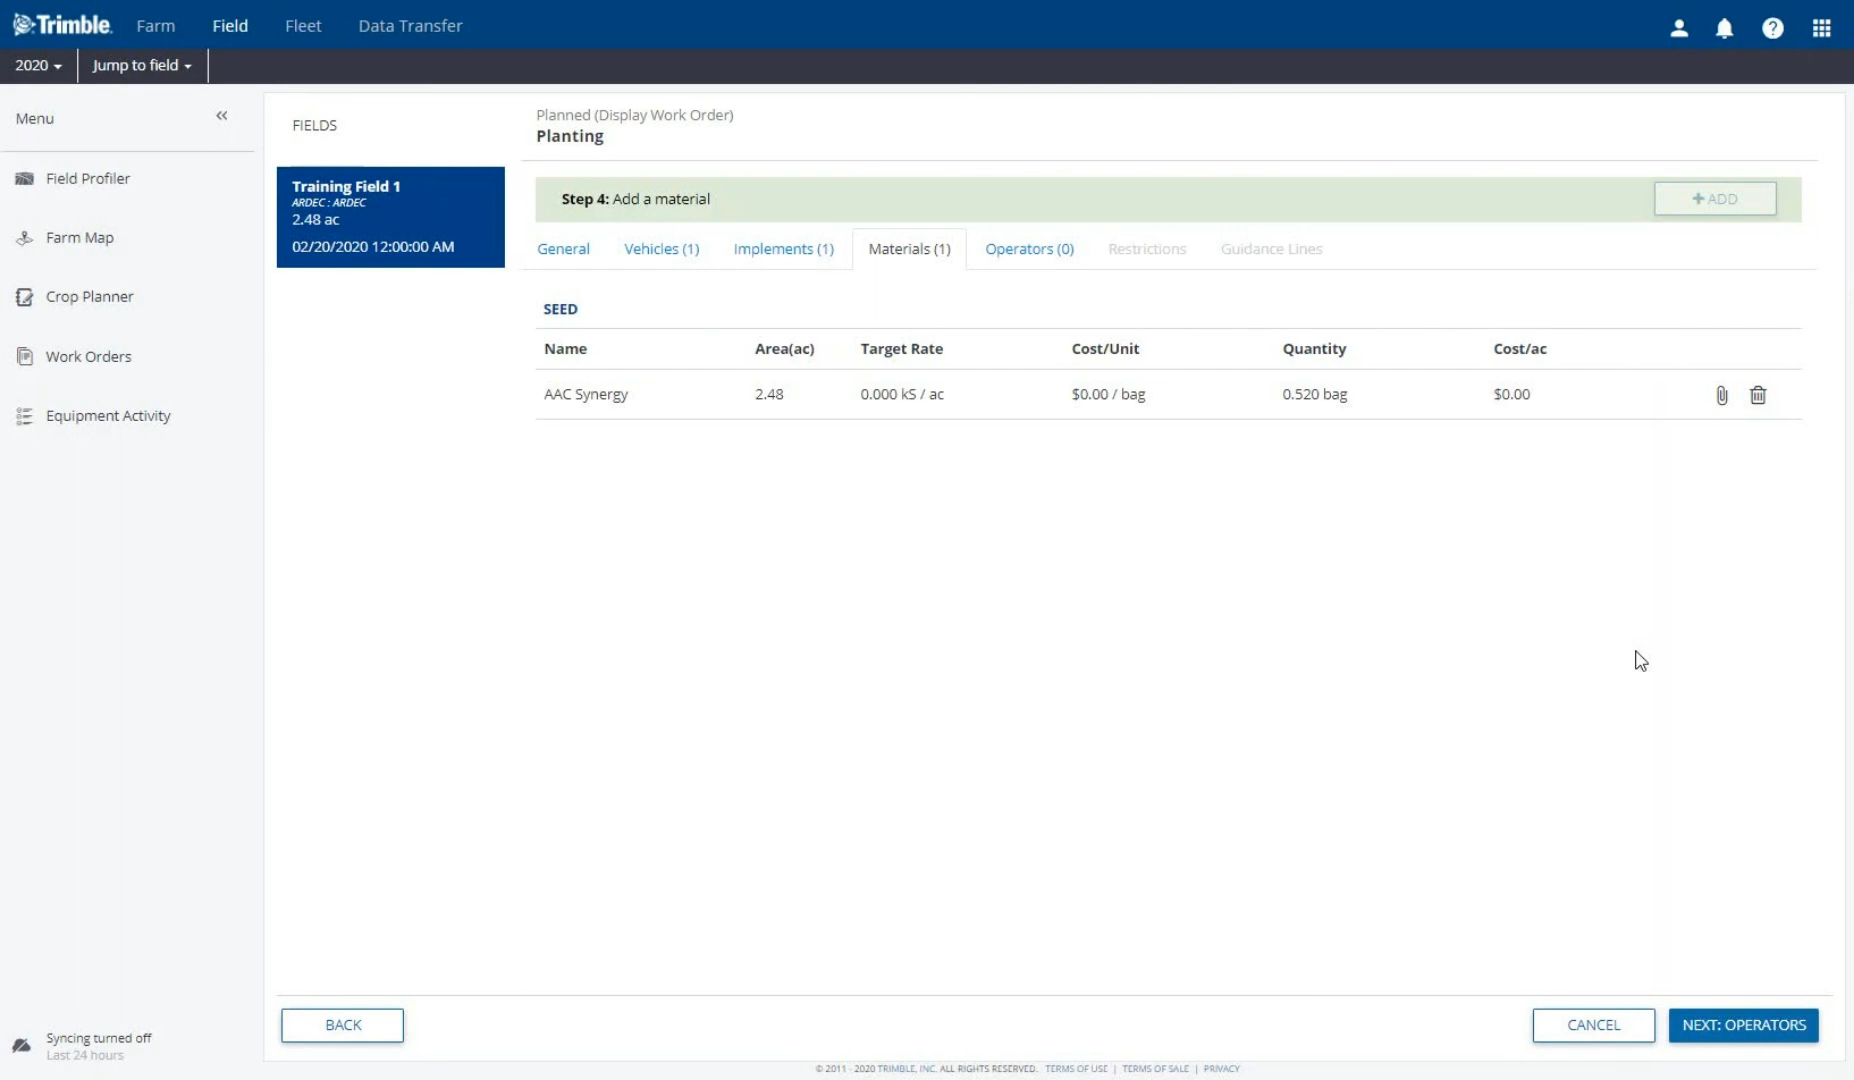 Trimble. Farm Field Fleet Data Transfer
2020 Jump to field
Menu
Field Profiler
Farm Map
Crop Planner
Work Orders
Equipment Activity
Syncing turned off
Last 24 hours
FIELDS
Training Field 1
ARDEC : ARDEC
2.48 ac
02/20/2020 12:00:00 AM
Planned (Display Work Order)
Planting
Step 4: Add a material + ADD
General Vehicles (1) Implements (1) Materials (1) Operators (0) Restrictions Guidance Lines
SEED
Name Area(ac) Target Rate Cost/Unit Quantity Cost/ac
AAC Synergy 2.48 0.000 kS / ac $0.00 / bag 0.520 bag $0.00
BACK CANCEL NEXT: OPERATORS
© 2011 - 2020 TRIMBLE, INC. ALL RIGHTS RESERVED. TERMS OF USE | TERMS OF SALE | PRIVACY